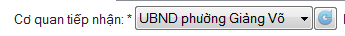 Cơ quan tiếp nhận: * UBND phường Giảng Võ